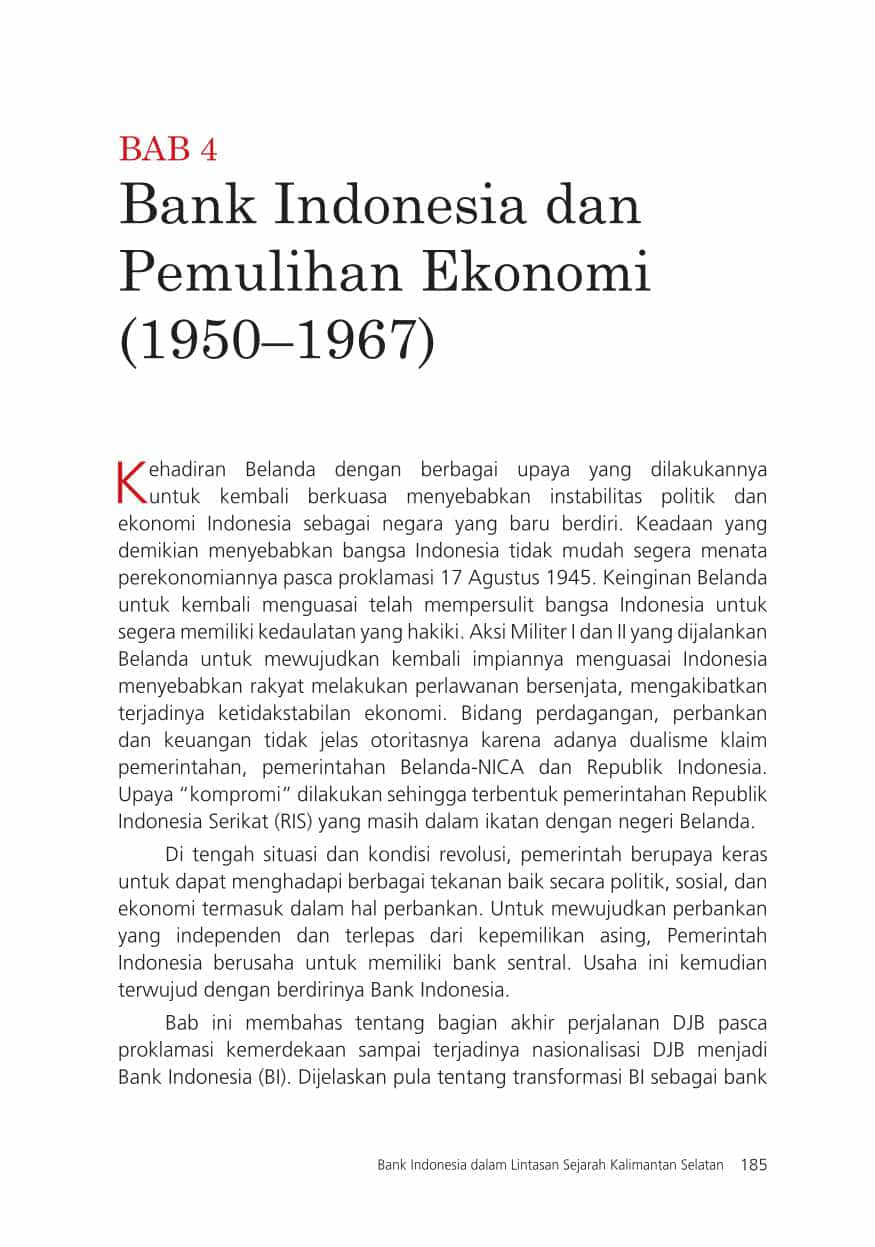 BAB 4
Bank Indonesia dan
Pemulihan Ekonomi
(1950–1967)
Kehadiran Belanda dengan berbagai upaya yang dilakukannya
untuk kembali berkuasa menyebabkan instabilitas politik dan
ekonomi Indonesia sebagai negara yang baru berdiri. Keadaan yang
demikian menyebabkan bangsa Indonesia tidak mudah segera menata
perekonomiannya pasca proklamasi 17 Agustus 1945. Keinginan Belanda
untuk kembali menguasai telah mempersulit bangsa Indonesia untuk
segera memiliki kedaulatan yang hakiki. Aksi Militer I dan II yang dijalankan
Belanda untuk mewujudkan kembali impiannya menguasai Indonesia
menyebabkan rakyat melakukan perlawanan bersenjata, mengakibatkan
terjadinya ketidakstabilan ekonomi. Bidang perdagangan, perbankan
dan keuangan tidak jelas otoritasnya karena adanya dualisme klaim
pemerintahan, pemerintahan Belanda-NICA dan Republik Indonesia.
Upaya “kompromi” dilakukan sehingga terbentuk pemerintahan Republik
Indonesia Serikat (RIS) yang masih dalam ikatan dengan negeri Belanda.
Di tengah situasi dan kondisi revolusi, pemerintah berupaya keras
untuk dapat menghadapi berbagai tekanan baik secara politik, sosial, dan
ekonomi termasuk dalam hal perbankan. Untuk mewujudkan perbankan
yang independen dan terlepas dari kepemilikan asing, Pemerintah
Indonesia berusaha untuk memiliki bank sentral. Usaha ini kemudian
terwujud dengan berdirinya Bank Indonesia.
Bab ini membahas tentang bagian akhir perjalanan DJB pasca
proklamasi kemerdekaan sampai terjadinya nasionalisasi DJB menjadi
Bank Indonesia (BI). Dijelaskan pula tentang transformasi BI sebagai bank
Bank Indonesia dalam Lintasan Sejarah Kalimantan Selatan 185